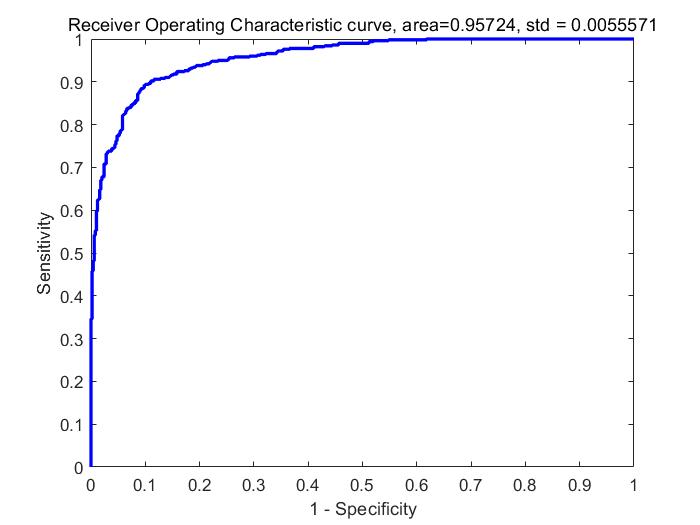 Receiver Operating Characteristic curve, area=0.95724, std = 0.0055571
1
0.9
0.8
0.7
0.6
0.5
0.4
0.3
0.2
0.1
0
Sensitivity
0 0.1 0.2 0.3 0.4 0.5 0.6 0.7 0.8 0.9 1
1 - Specificity